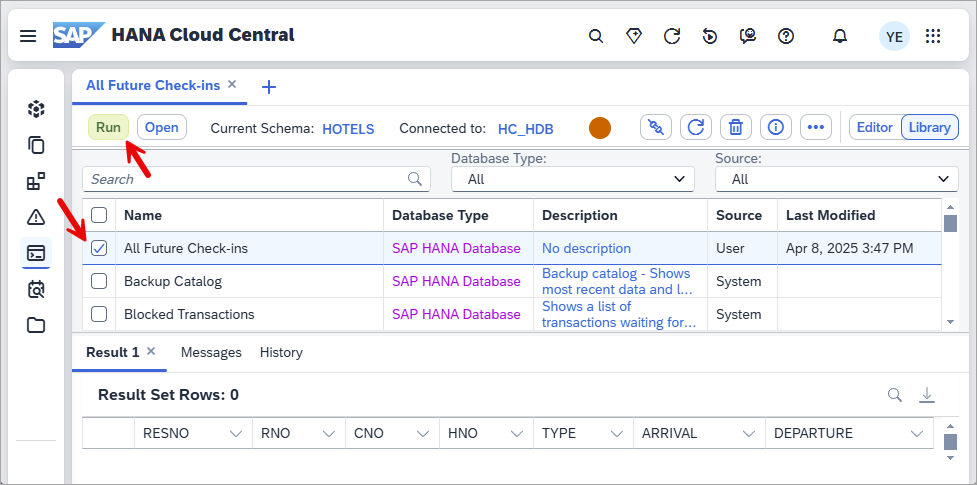 SAP HANA Cloud Central YE
All Future Check-ins
Run Open Current Schema: HOTELS Connected to: HC_HDB Editor Library
Database Type: Source:
Search All All
Name Database Type Description Source Last Modified
All Future Check-ins SAP HANA Database No description User Apr 8, 2025 3:47 PM
Backup Catalog SAP HANA Database Backup catalog - Shows most recent data and l... System
Blocked Transactions SAP HANA Database Shows a list of transactions waiting for... System
Result 1 Messages History
Result Set Rows: 0
RESNO RNO CNO HNO TYPE ARRIVAL DEPARTURE